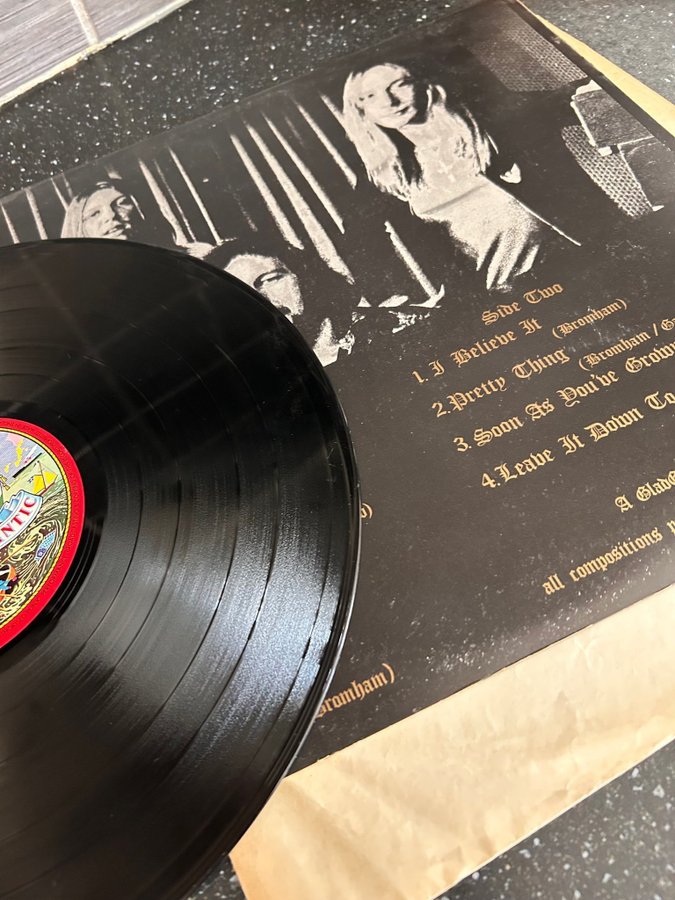 Side Two
1. I Believe It (Bromham)
2. Pretty Thing (Bromham /
3. Soon As You've Grown
4. Leave It Down To
A
all compositions
Bromham)
NTIC